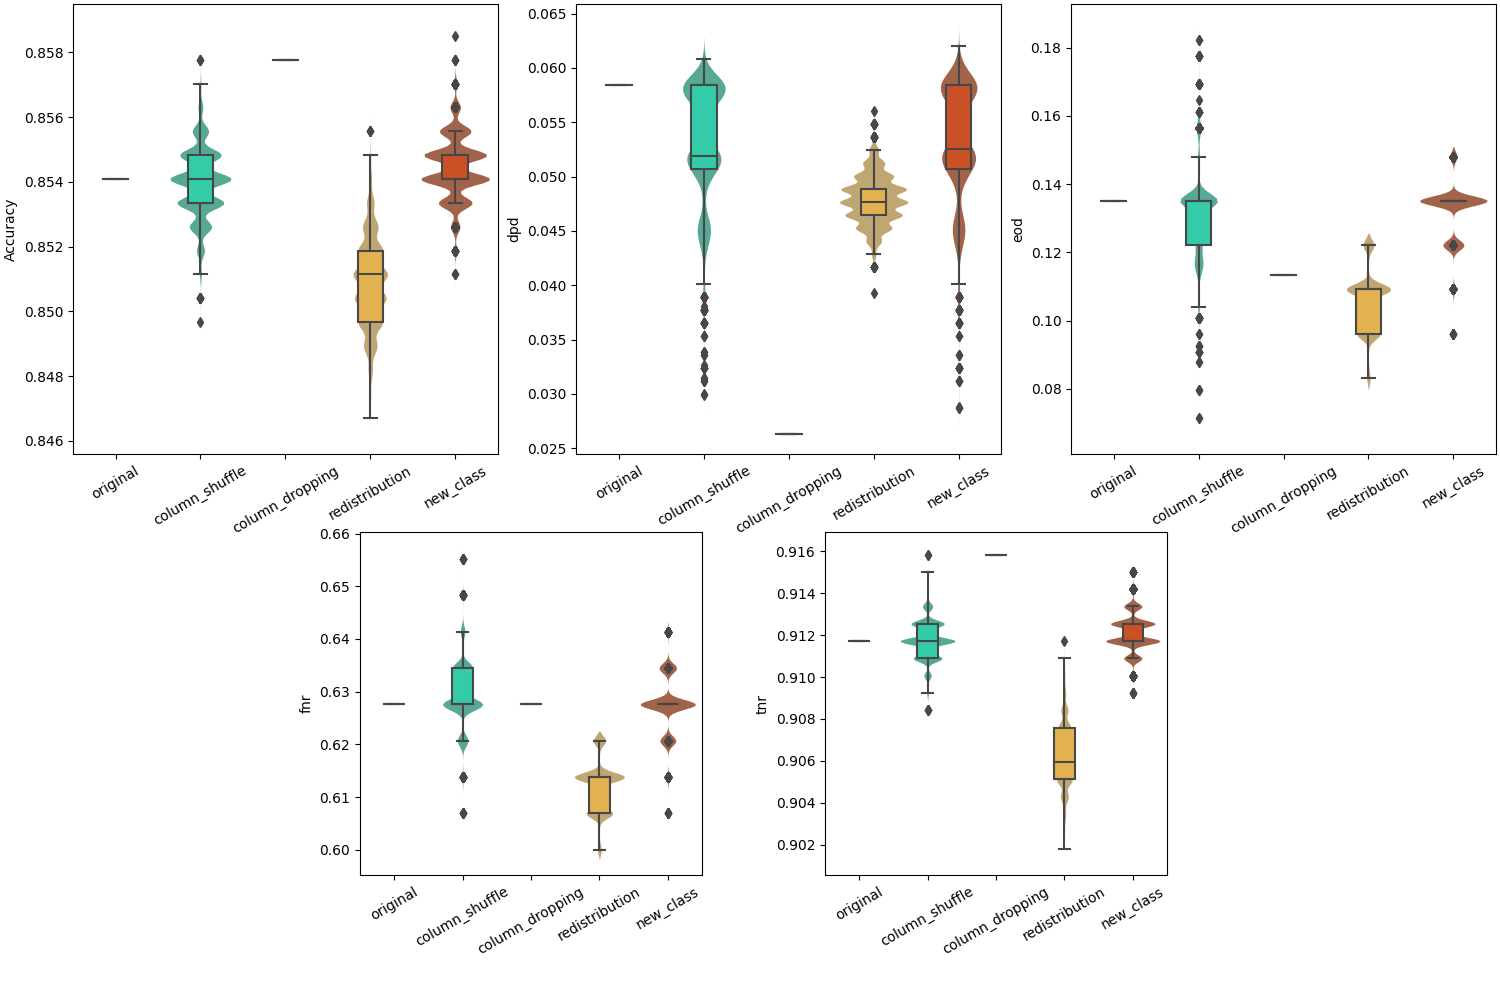 Accuracy
0.858
0.856
0.854
0.852
0.850
0.848
0.846
original
column_shuffle
column_dropping
redistribution
new_class
dpd
0.065
0.060
0.055
0.050
0.045
0.040
0.035
0.030
0.025
original
column_shuffle
column_dropping
redistribution
new_class
eod
0.18
0.16
0.14
0.12
0.10
0.08
original
column_shuffle
column_dropping
redistribution
new_class
fnr
0.66
0.65
0.64
0.63
0.62
0.61
0.60
original
column_shuffle
column_dropping
redistribution
new_class
tnr
0.916
0.914
0.912
0.910
0.908
0.906
0.904
0.902
original
column_shuffle
column_dropping
redistribution
new_class